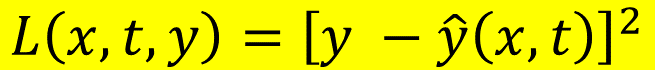 L(x, t, y) = [y − ŷ(x, t)]²